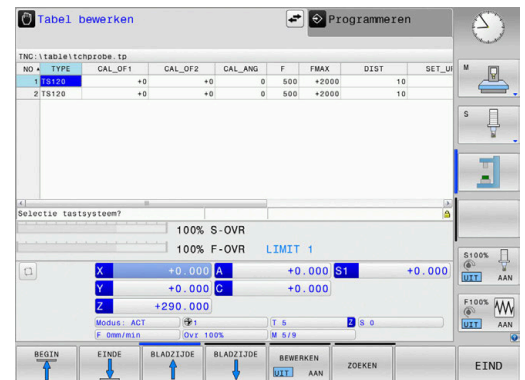 Tabel bewerken
Programmeren
TNC:\table\tchprobe.tp
NO TYPE CAL_OF1 CAL_OF2 CAL_ANG F FMAX DIST SET_UI
1 TS120 +0 +0 0 500 +2000 10
2 TS120 +0 +0 0 500 +2000 10
Selectie tastsysteem?
100% S-OVR
100% F-OVR LIMIT 1
X +0.000 A +0.000 S1 +0.000
Y +0.000 C +0.000
Z +290.000
Modus: ACT 1 T 5 Z S 0
F 0mm/min Ovr 100% M 5/9
M
S
S100%
UIT AAN
F100%
UIT AAN
BEGIN EINDE BLADZIJDE BLADZIJDE BEWERKEN ZOEKEN EIND
UIT AAN